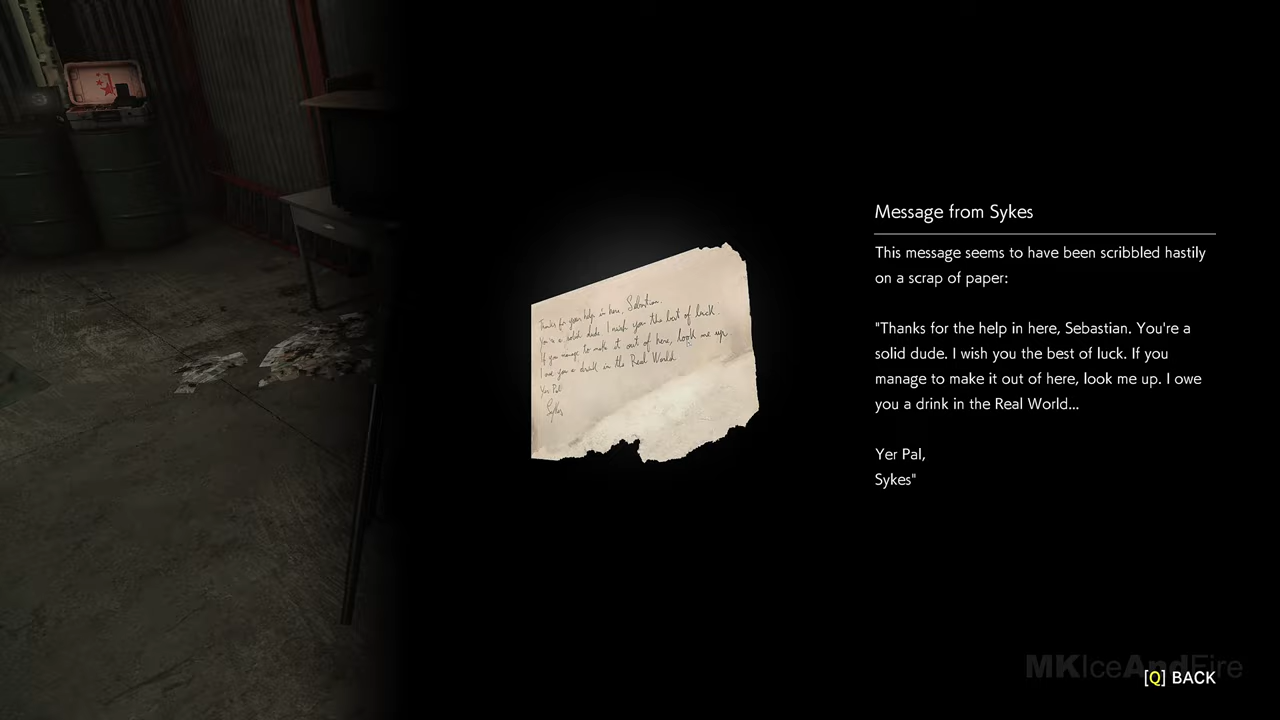 Message from Sykes
This message seems to have been scribbled hastily
on a scrap of paper:
"Thanks for the help in here, Sebastian. You're a
solid dude. I wish you the best of luck. If you
manage to make it out of here, look me up. I owe
you a drink in the Real World...
Yer Pal,
Sykes"
Thanks for your help in here, Sebastian.
You're a solid dude. I wish you the best of luck.
If you manage to make it out of here, look me up
I owe you a drink in the Real World
Yer Pal
Sykes
MKIceAndFire
[Q] BACK